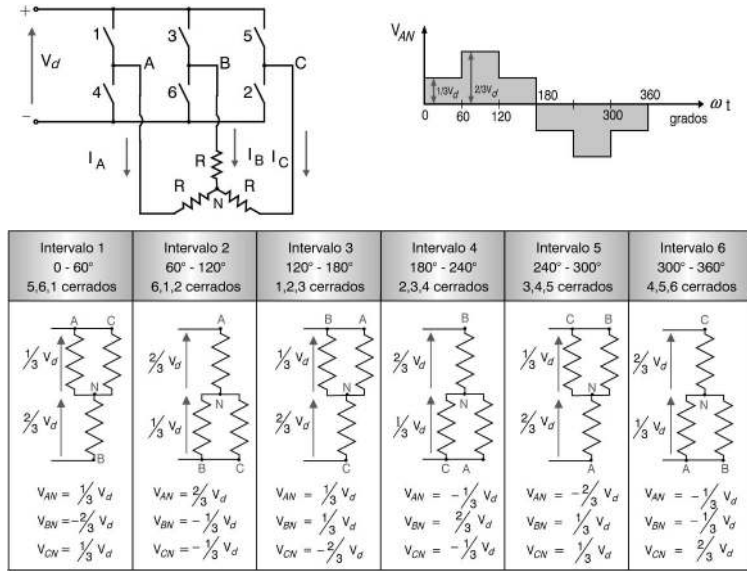 +
1
3
5
V_d
A
B
C
4
6
2
−
I_A
R
I_B
I_C
R
R
N
V_AN
1/3V_d
2/3V_d
180
360
ω t
0
60
120
300
grados
Intervalo 1
0 - 60°
5,6,1 cerrados
A C
1/3 V_d
N
2/3 V_d
B
V_AN = 1/3 V_d
V_BN = -2/3 V_d
V_CN = 1/3 V_d
Intervalo 2
60° - 120°
6,1,2 cerrados
A
2/3 V_d
N
1/3 V_d
B C
V_AN = 2/3 V_d
V_BN = -1/3 V_d
V_CN = -1/3 V_d
Intervalo 3
120° - 180°
1,2,3 cerrados
B A
1/3 V_d
N
2/3 V_d
C
V_AN = 1/3 V_d
V_BN = 1/3 V_d
V_CN = -2/3 V_d
Intervalo 4
180° - 240°
2,3,4 cerrados
B
2/3 V_d
N
1/3 V_d
C A
V_AN = -1/3 V_d
V_BN = 2/3 V_d
V_CN = -1/3 V_d
Intervalo 5
240° - 300°
3,4,5 cerrados
C B
1/3 V_d
N
2/3 V_d
A
V_AN = -2/3 V_d
V_BN = 1/3 V_d
V_CN = 1/3 V_d
Intervalo 6
300° - 360°
4,5,6 cerrados
C
2/3 V_d
N
1/3 V_d
A B
V_AN = -1/3 V_d
V_BN = -1/3 V_d
V_CN = 2/3 V_d